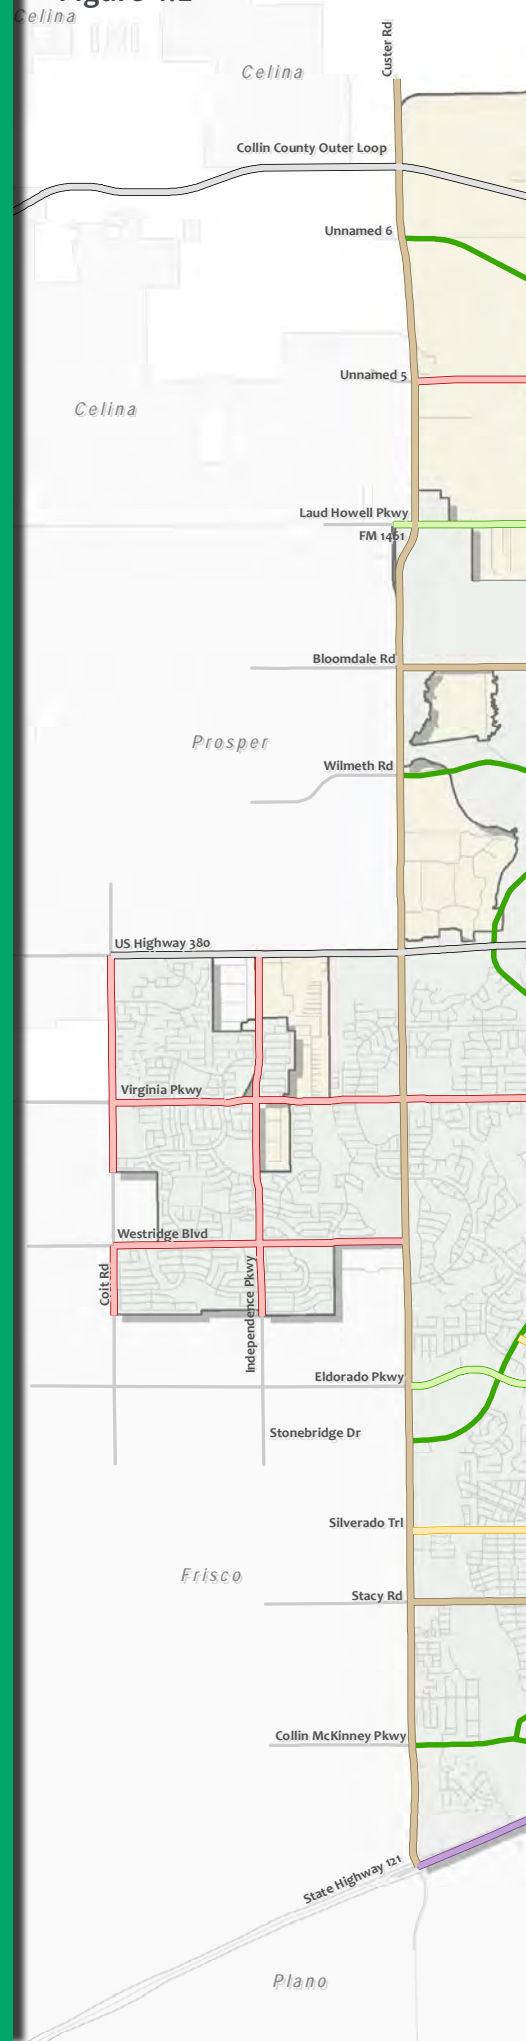 Celina
Custer Rd
Celina
Collin County Outer Loop
Unnamed 6
Unnamed 5
Celina
Laud Howell Pkwy
FM 1461
Bloomdale Rd
Prosper
Wilmeth Rd
US Highway 380
Virginia Pkwy
Westridge Blvd
Coit Rd
Independence Pkwy
Eldorado Pkwy
Stonebridge Dr
Silverado Trl
Frisco
Stacy Rd
Collin McKinney Pkwy
State Highway 121
Plano